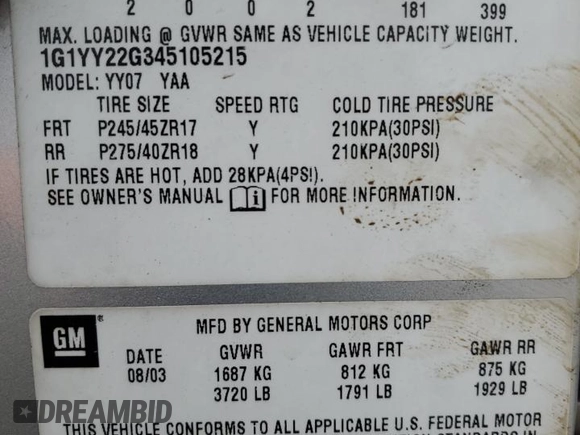 2 0 0 2 181 399
MAX. LOADING @ GVWR SAME AS VEHICLE CAPACITY WEIGHT.
1G1YY22G345105215
MODEL: YY07 YAA
TIRE SIZE SPEED RTG COLD TIRE PRESSURE
FRT P245/45ZR17 Y 210KPA(30PSI)
RR P275/40ZR18 Y 210KPA(30PSI)
IF TIRES ARE HOT, ADD 28KPA(4PSI).
SEE OWNER'S MANUAL i FOR MORE INFORMATION.
GM®
MFD BY GENERAL MOTORS CORP
DATE GVWR GAWR FRT GAWR RR
08/03 1687 KG 812 KG 875 KG
3720 LB 1791 LB 1929 LB
THIS VEHICLE CONFORMS TO ALL APPLICABLE U.S. FEDERAL MOTOR
DREAMBID